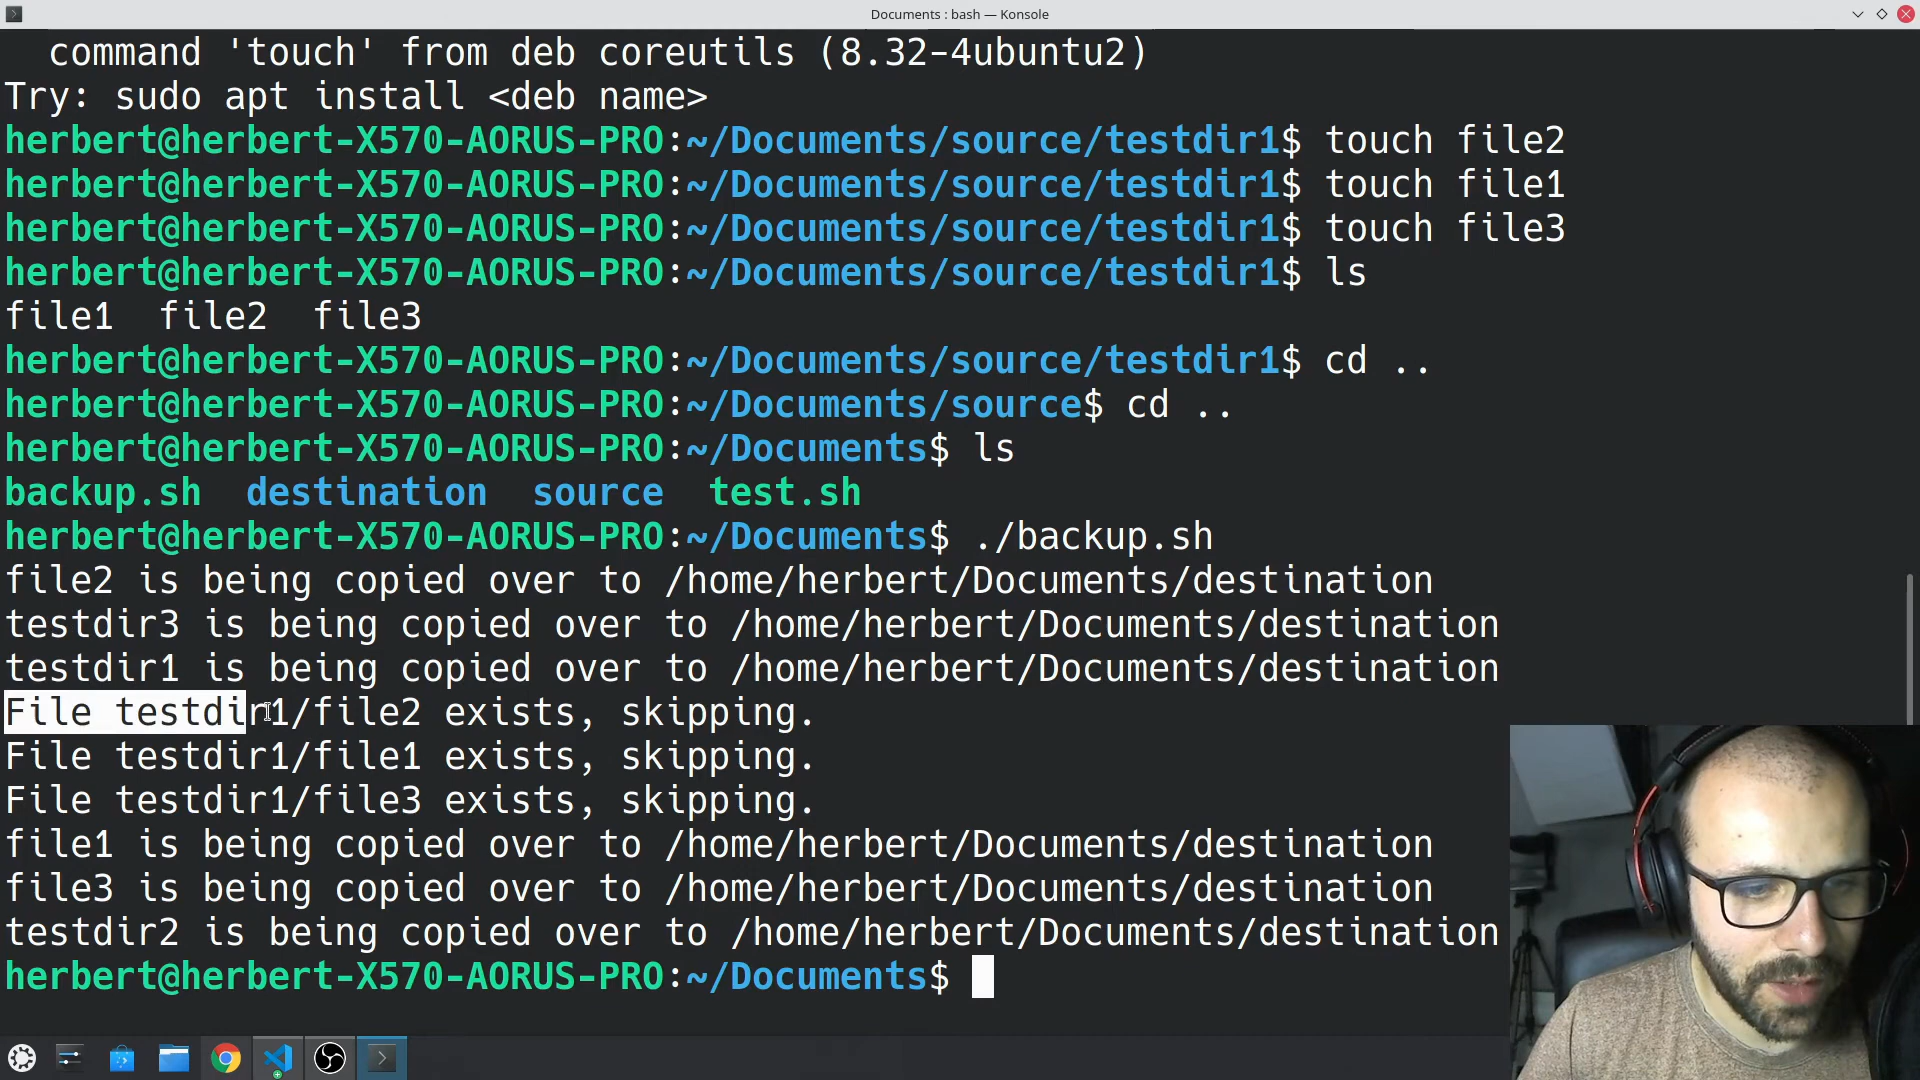 Documents : bash — Konsole
command 'touch' from deb coreutils (8.32-4ubuntu2)
Try: sudo apt install <deb name>
herbert@herbert-X570-AORUS-PRO:~/Documents/source/testdir1$ touch file2
herbert@herbert-X570-AORUS-PRO:~/Documents/source/testdir1$ touch file1
herbert@herbert-X570-AORUS-PRO:~/Documents/source/testdir1$ touch file3
herbert@herbert-X570-AORUS-PRO:~/Documents/source/testdir1$ ls
file1  file2  file3
herbert@herbert-X570-AORUS-PRO:~/Documents/source/testdir1$ cd ..
herbert@herbert-X570-AORUS-PRO:~/Documents/source$ cd ..
herbert@herbert-X570-AORUS-PRO:~/Documents$ ls
backup.sh  destination  source  test.sh
herbert@herbert-X570-AORUS-PRO:~/Documents$ ./backup.sh
file2 is being copied over to /home/herbert/Documents/destination
testdir3 is being copied over to /home/herbert/Documents/destination
testdir1 is being copied over to /home/herbert/Documents/destination
File testdir1/file2 exists, skipping.
File testdir1/file1 exists, skipping.
File testdir1/file3 exists, skipping.
file1 is being copied over to /home/herbert/Documents/destination
file3 is being copied over to /home/herbert/Documents/destination
testdir2 is being copied over to /home/herbert/Documents/destination
herbert@herbert-X570-AORUS-PRO:~/Documents$